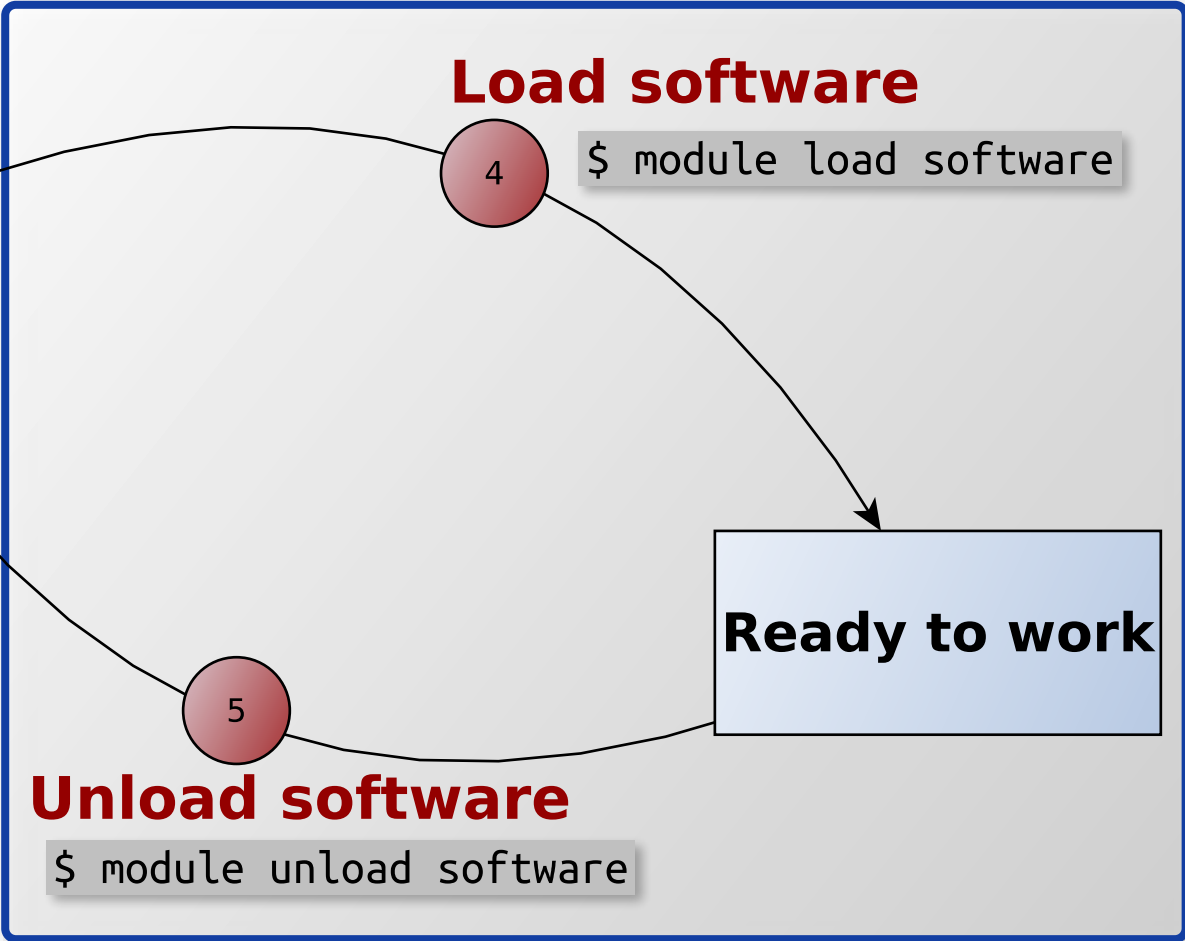 Load software
4
$ module load software
Ready to work
5
Unload software
$ module unload software